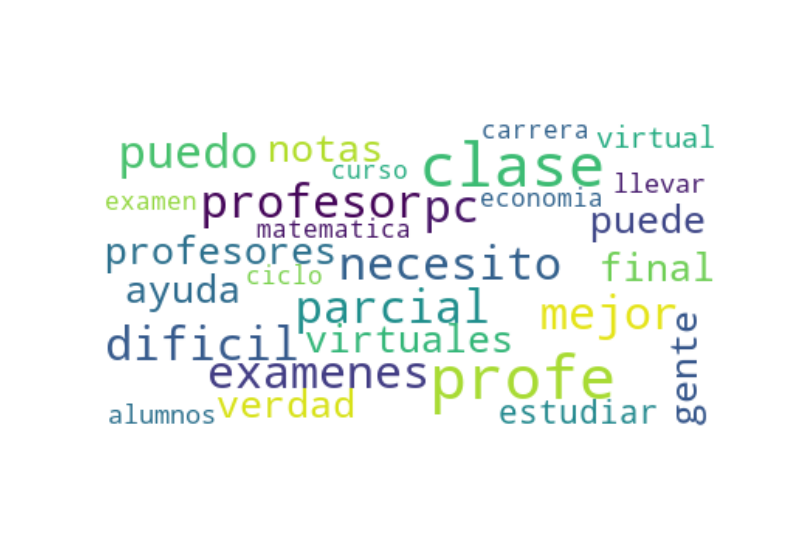 carrera
virtual
puedo
notas
clase
curso
llevar
examen
profesor
pc
economia
matematica
puede
profesores
necesito
final
ciclo
ayuda
parcial
mejor
dificil
virtuales
gente
examenes
profe
alumnos
verdad
estudiar